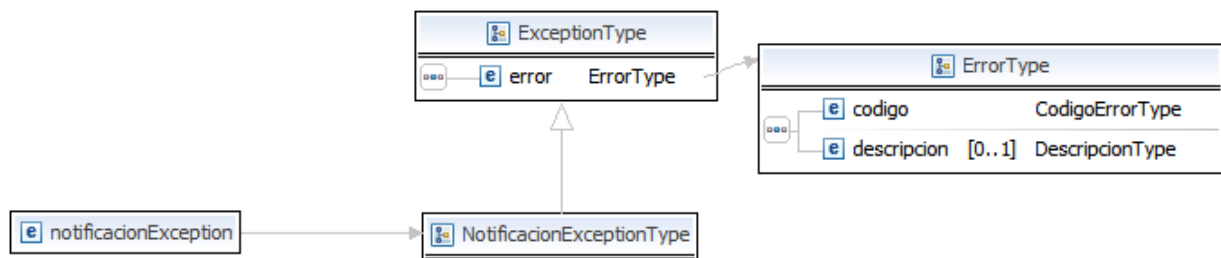 ExceptionType
e error ErrorType
ErrorType
e codigo CodigoErrorType
e descripcion [0..1] DescripcionType
e notificacionException
NotificacionExceptionType